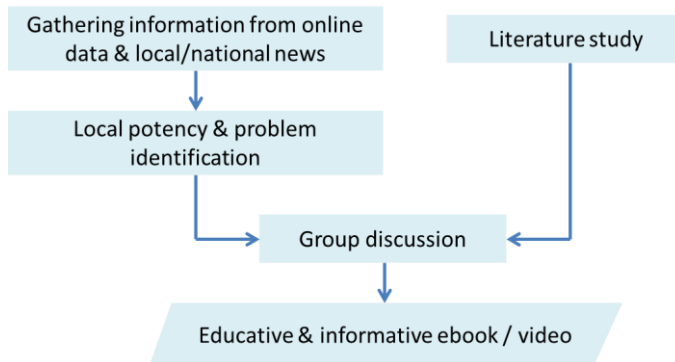 Gathering information from online
data & local/national news
Literature study
Local potency & problem
identification
Group discussion
Educative & informative ebook / video